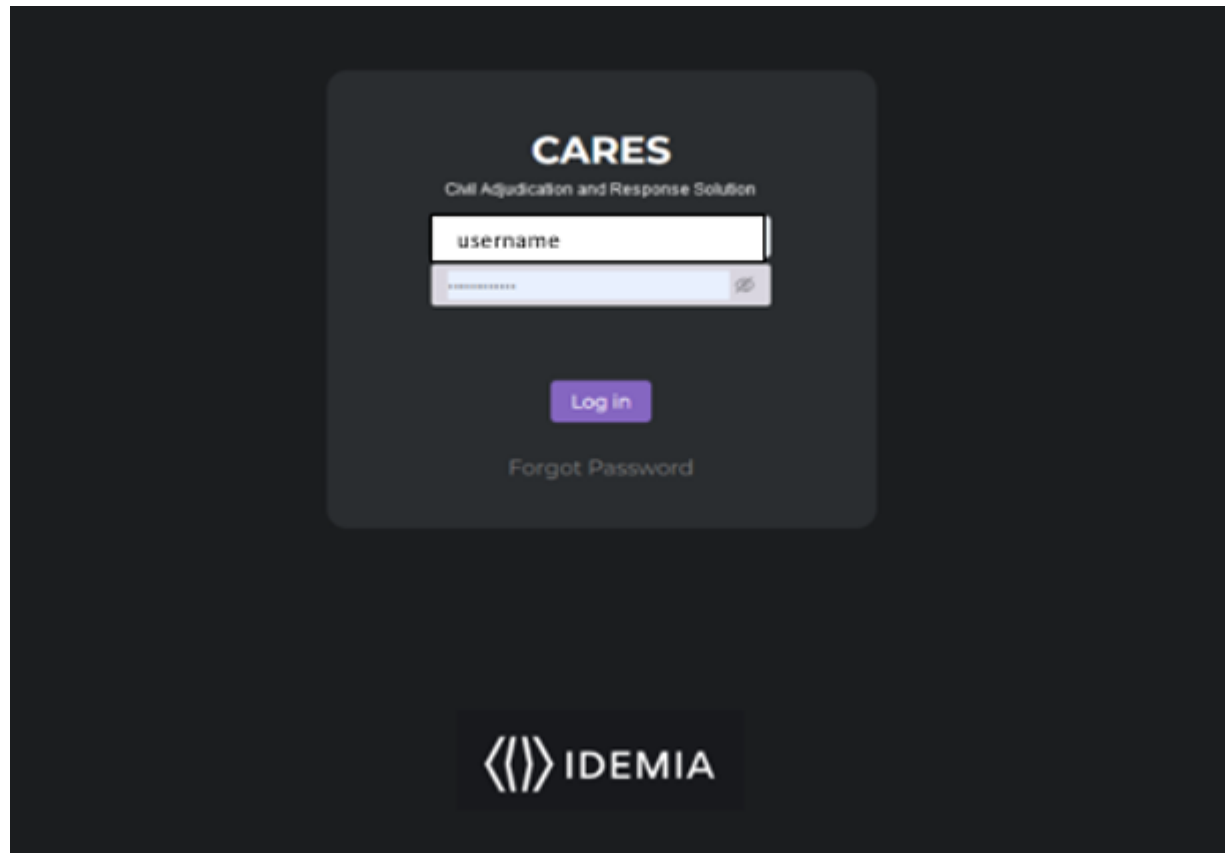 CARES
Civil Adjudication and Response Solution
username
Log in
Forgot Password
IDEMIA